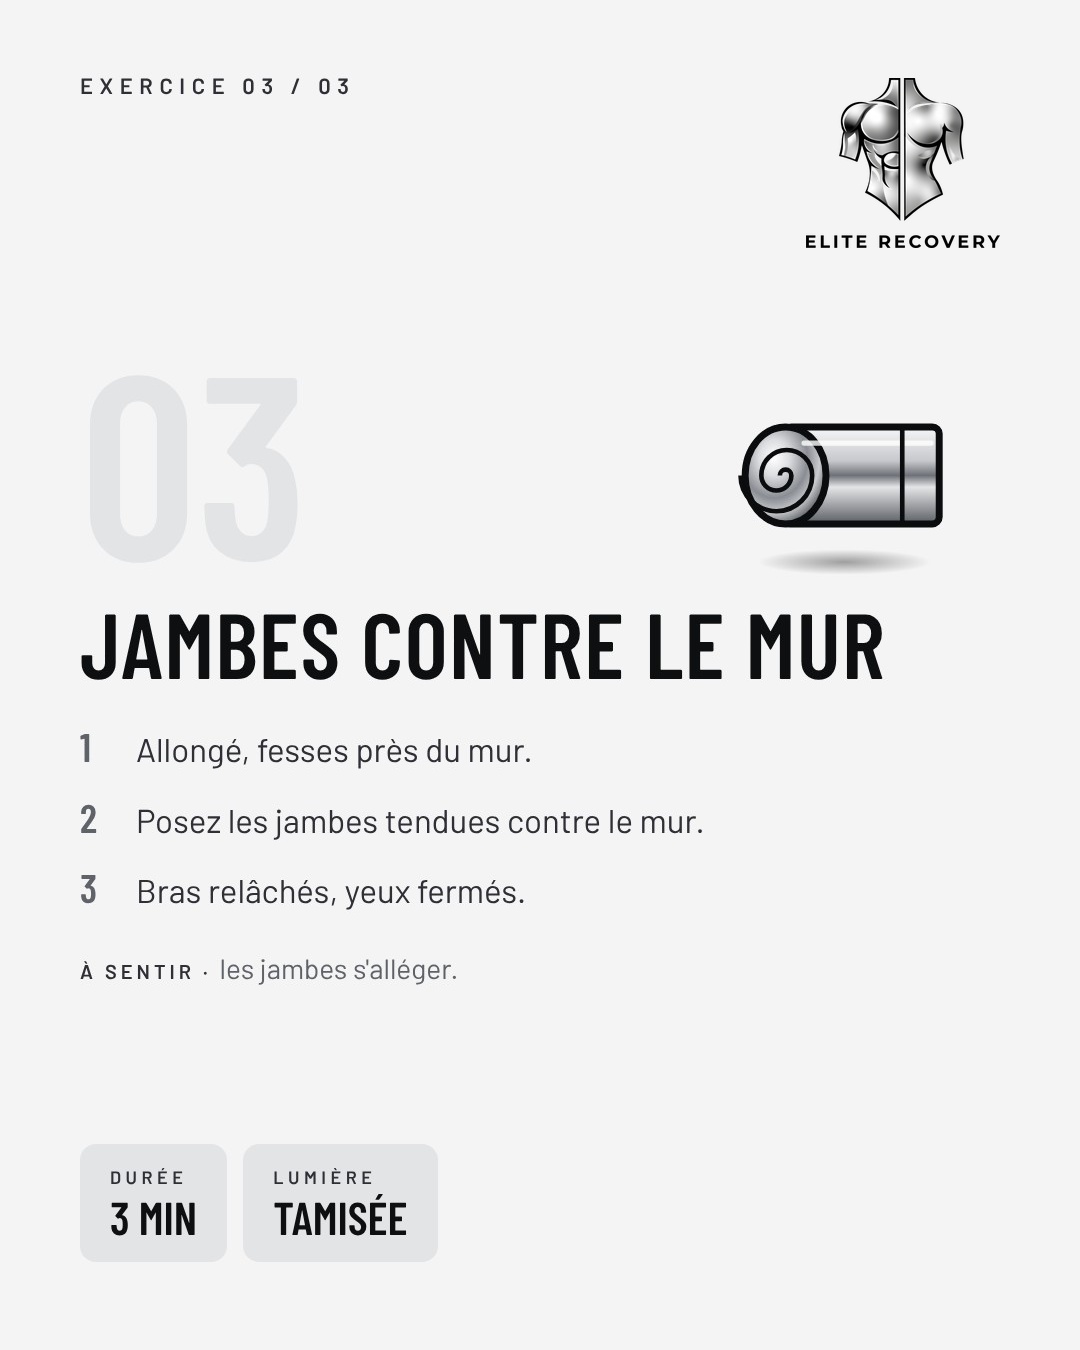 EXERCICE 03 / 03
ELITE RECOVERY
03
JAMBES CONTRE LE MUR
1 Allongé, fesses près du mur.
2 Posez les jambes tendues contre le mur.
3 Bras relâchés, yeux fermés.
À SENTIR · les jambes s'alléger.
DURÉE
3 MIN
LUMIÈRE
TAMISÉE